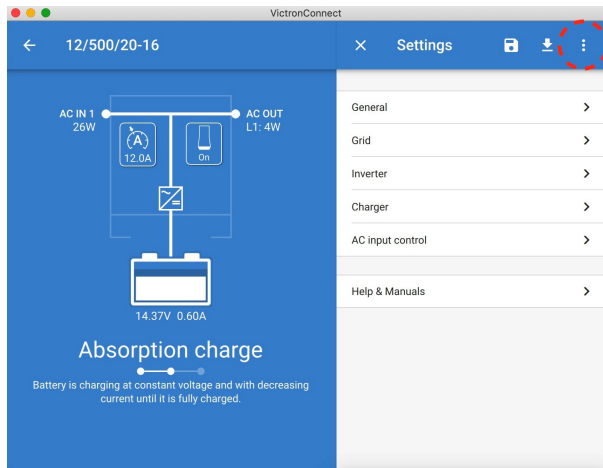 VictronConnect
12/500/20-16
Settings
AC IN 1
26W
AC OUT
L1: 4W
A
12.0A
On
14.37V 0.60A
Absorption charge
Battery is charging at constant voltage and with decreasing
current until it is fully charged.
General
Grid
Inverter
Charger
AC input control
Help & Manuals